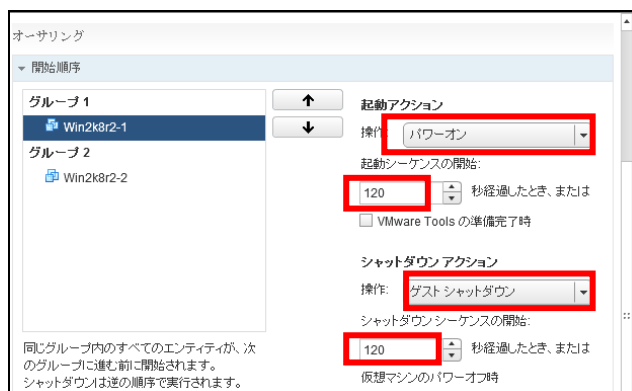 オーサリング
開始順序
グループ 1
Win2k8r2-1
グループ 2
Win2k8r2-2
同じグループ内のすべてのエンティティが、次
のグループに進む前に開始されます。
シャットダウンは逆の順序で実行されます。
起動アクション
操作: パワーオン
起動シーケンスの開始:
120 秒経過したとき、または
VMware Tools の準備完了時
シャットダウン アクション
操作: ゲスト シャットダウン
シャットダウン シーケンスの開始:
120 秒経過したとき、または
仮想マシンのパワーオフ時